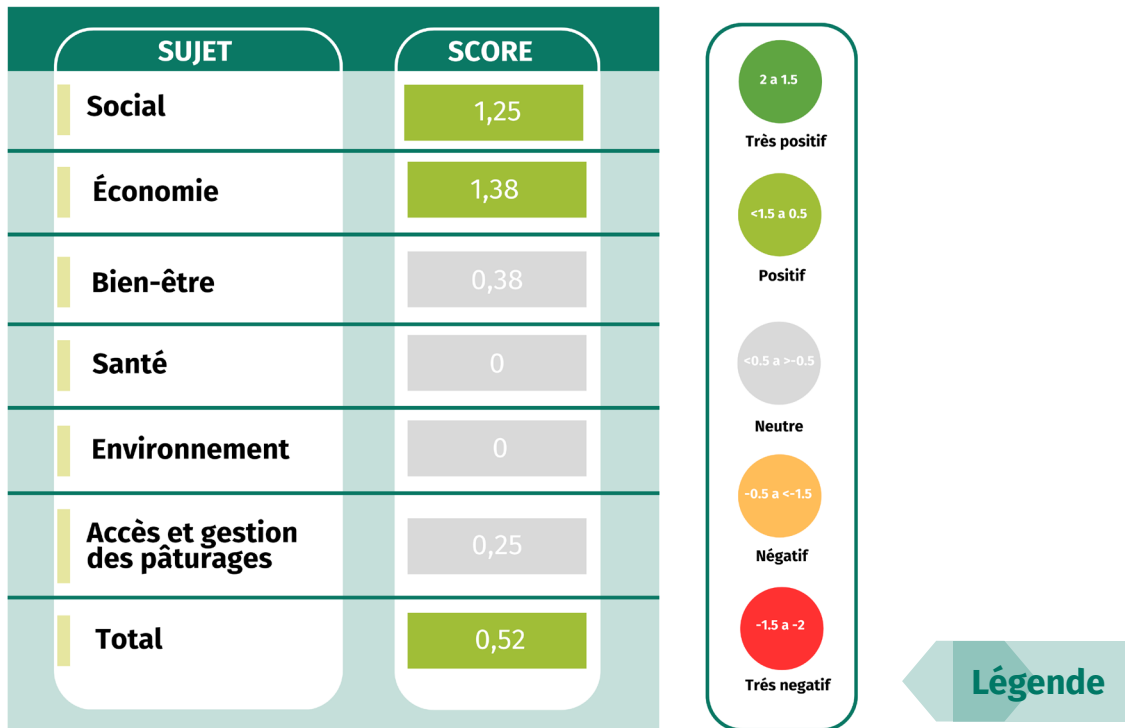 SUJET SCORE
Social 1,25
Économie 1,38
Bien-être 0,38
Santé 0
Environnement 0
Accès et gestion
des pâturages 0,25
Total 0,52
2 a 1.5
Très positif
<1.5 a 0.5
Positif
<0.5 a >-0.5
Neutre
-0.5 a <-1.5
Négatif
-1.5 a -2
Trés negatif
Légende